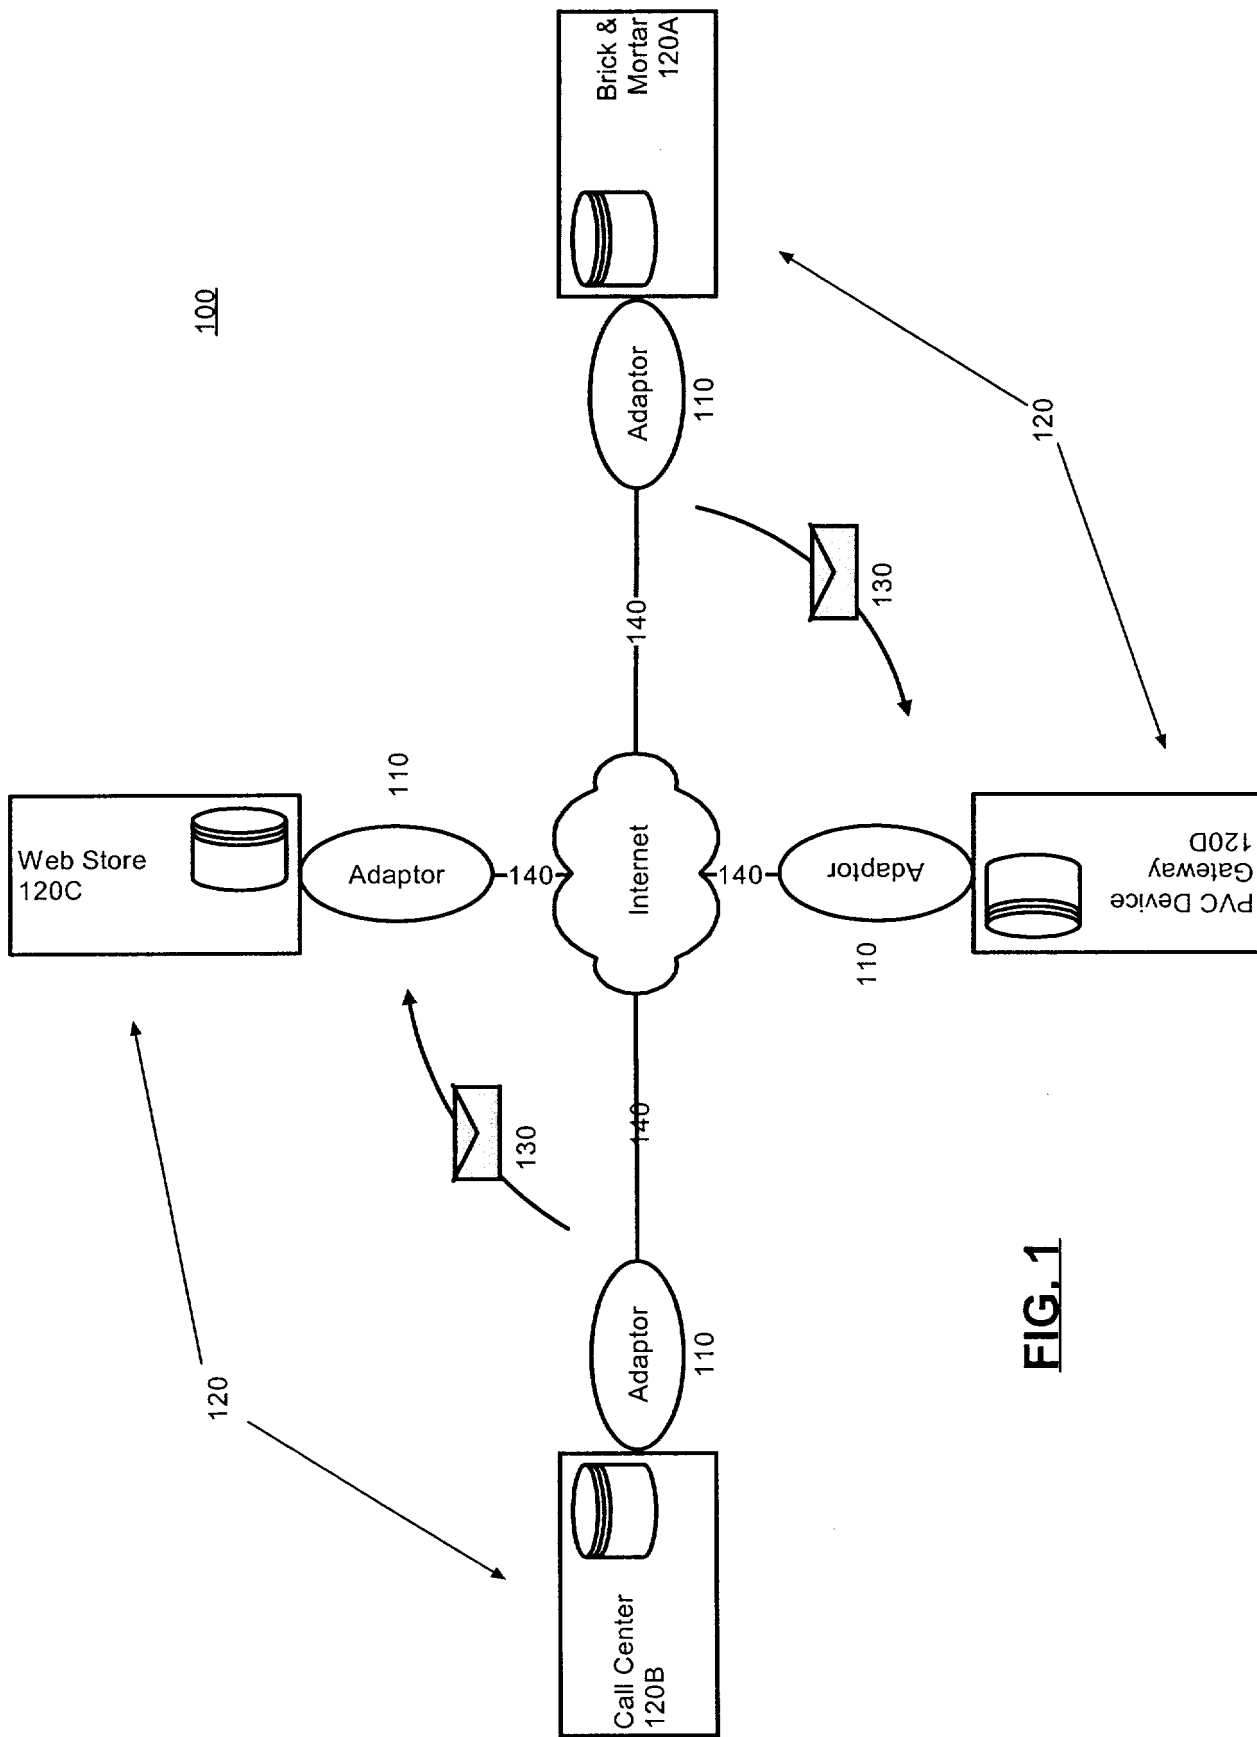 100
Brick &
Mortar
120A
Adaptor
110
140
130
120
Web Store
120C
Adaptor
110
140
Internet
140
Adaptor
110
PVC Device
Gateway
120D
130
140
120
Adaptor
110
Call Center
120B
FIG. 1